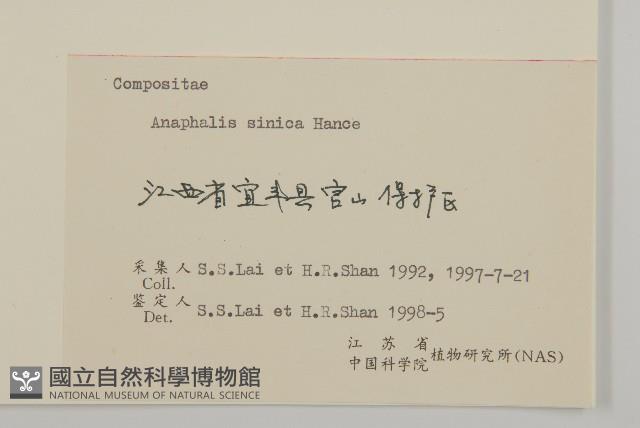 Compositae
Anaphalis sinica Hance
江西省宜丰县官山保护区
采集人 S.S.Lai et H.R.Shan 1992, 1997-7-21
Coll.
鉴定人 S.S.Lai et H.R.Shan 1998-5
Det.
江苏省
中国科学院植物研究所(NAS)
國立自然科學博物館
NATIONAL MUSEUM OF NATURAL SCIENCE